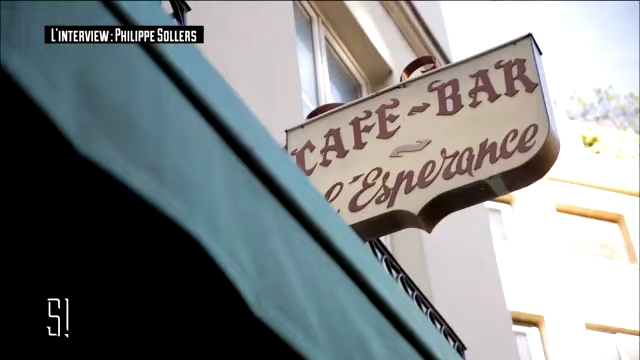 L'INTERVIEW : PHILIPPE SOLLERS
CAFE-BAR
l'Esperance
S!